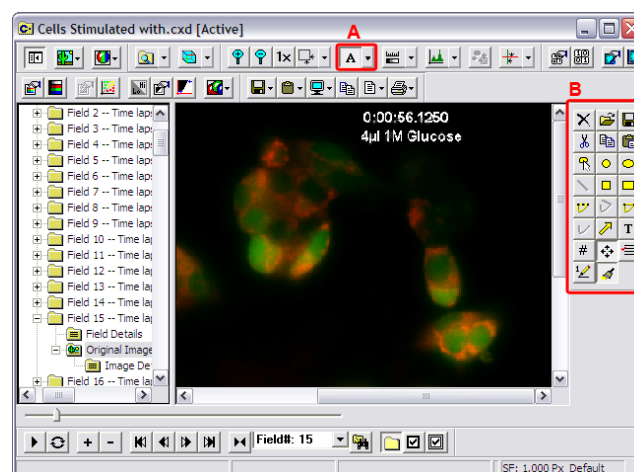 A
Cells Stimulated with.cxd [Active]
1x
A
B
Field 2 -- Time laps
Field 3 -- Time laps
Field 4 -- Time laps
Field 5 -- Time laps
Field 6 -- Time laps
Field 7 -- Time laps
Field 8 -- Time laps
Field 9 -- Time laps
Field 10 -- Time la
Field 11 -- Time la
Field 12 -- Time la
Field 13 -- Time la
Field 14 -- Time la
Field 15 -- Time la
Field Details
Original Image
Image De
Field 16 -- Time la
0:00:56.1250
4µl 1M Glucose
T
#
Field#: 15
SF: 1.000 Px Default